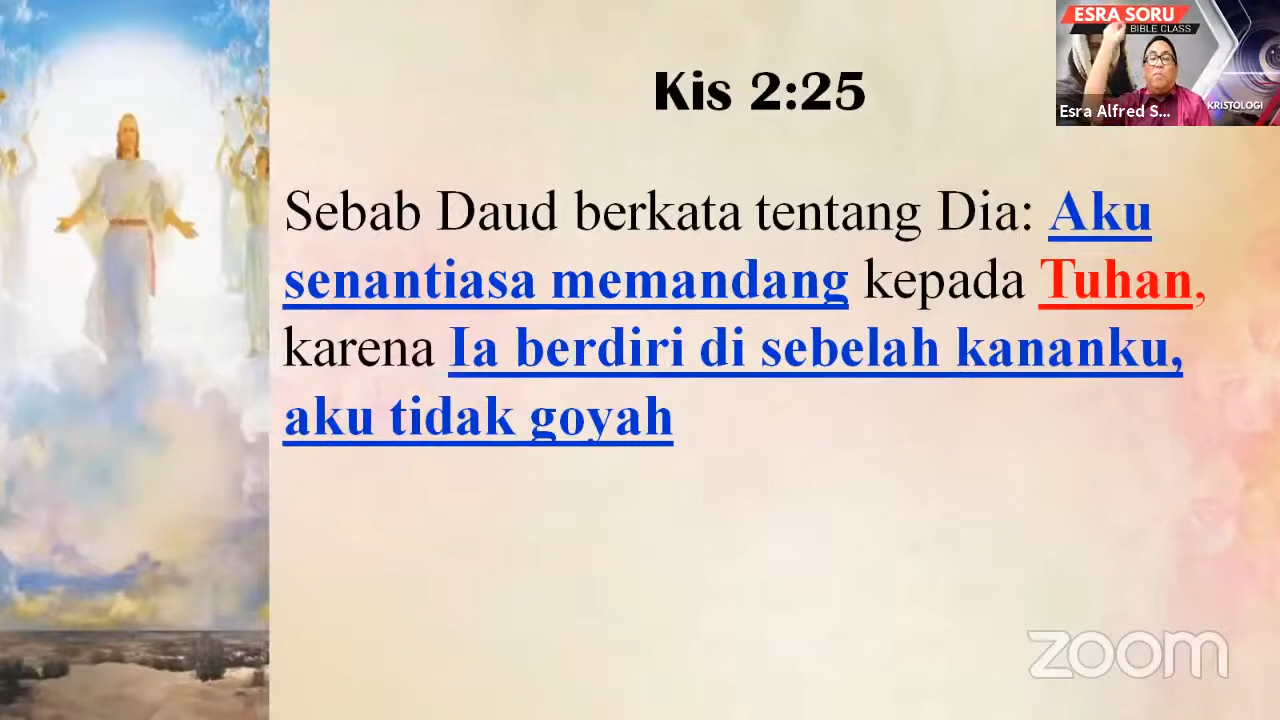 Kis 2:25
Sebab Daud berkata tentang Dia: Aku
senantiasa memandang kepada Tuhan,
karena Ia berdiri di sebelah kananku,
aku tidak goyah
ESRA SORU
BIBLE CLASS
KRISTOLOGI
Esra Alfred S...
zoom